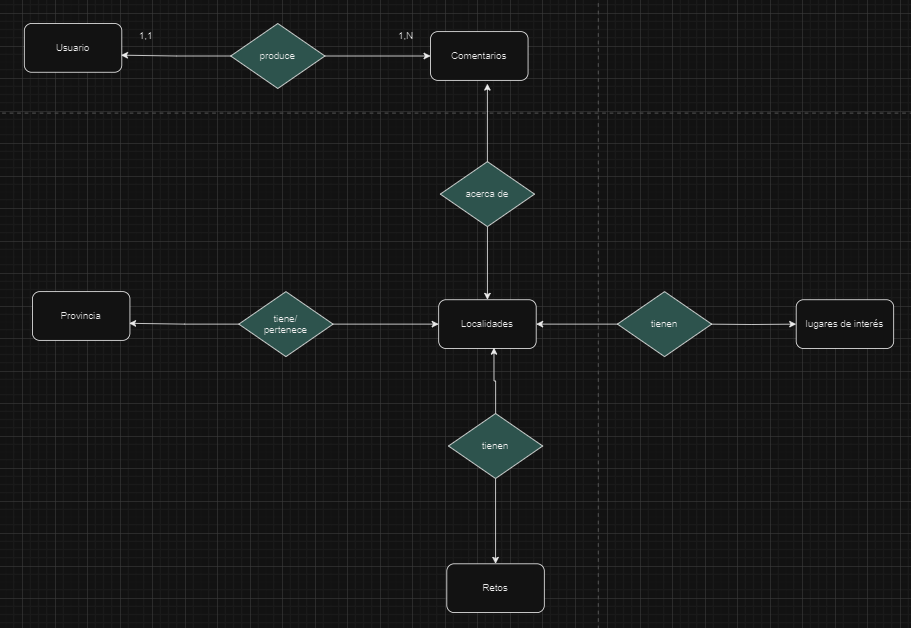 Usuario
1,1
produce
1,N
Comentarios
acerca de
Provincia
tiene/
pertenece
Localidades
tienen
lugares de interés
tienen
Retos